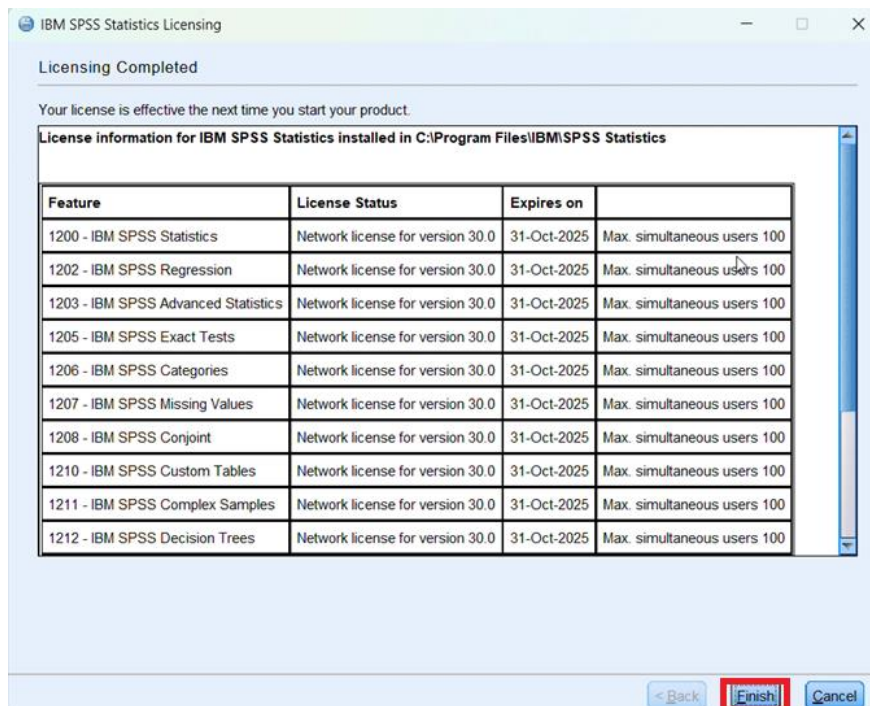 IBM SPSS Statistics Licensing
Licensing Completed
Your license is effective the next time you start your product.
License information for IBM SPSS Statistics installed in C:\Program Files\IBM\SPSS Statistics
Feature License Status Expires on
1200 - IBM SPSS Statistics Network license for version 30.0 31-Oct-2025 Max. simultaneous users 100
1202 - IBM SPSS Regression Network license for version 30.0 31-Oct-2025 Max. simultaneous users 100
1203 - IBM SPSS Advanced Statistics Network license for version 30.0 31-Oct-2025 Max. simultaneous users 100
1205 - IBM SPSS Exact Tests Network license for version 30.0 31-Oct-2025 Max. simultaneous users 100
1206 - IBM SPSS Categories Network license for version 30.0 31-Oct-2025 Max. simultaneous users 100
1207 - IBM SPSS Missing Values Network license for version 30.0 31-Oct-2025 Max. simultaneous users 100
1208 - IBM SPSS Conjoint Network license for version 30.0 31-Oct-2025 Max. simultaneous users 100
1210 - IBM SPSS Custom Tables Network license for version 30.0 31-Oct-2025 Max. simultaneous users 100
1211 - IBM SPSS Complex Samples Network license for version 30.0 31-Oct-2025 Max. simultaneous users 100
1212 - IBM SPSS Decision Trees Network license for version 30.0 31-Oct-2025 Max. simultaneous users 100
< Back Finish Cancel